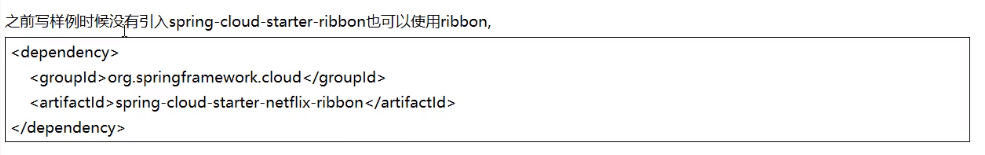 之前写样例时候没有引入spring-cloud-starter-ribbon也可以使用ribbon,
<dependency>
<groupId>org.springframework.cloud</groupId>
<artifactId>spring-cloud-starter-netflix-ribbon</artifactId>
</dependency>